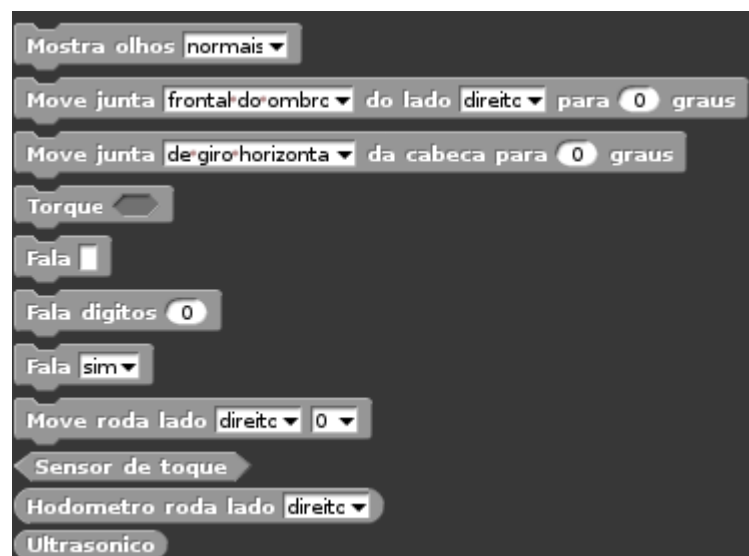 Mostra olhos normais
Move junta frontal do ombro do lado direito para 0 graus
Move junta de giro horizonta da cabeca para 0 graus
Torque
Fala
Fala digitos 0
Fala sim
Move roda lado direito 0
Sensor de toque
Hodometro roda lado direito
Ultrasonico